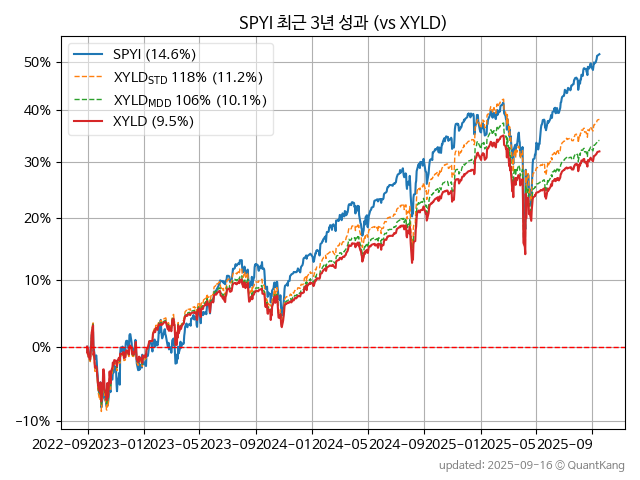 SPYI 최근 3년 성과 (vs XYLD)
SPYI (14.6%)
XYLD_STD 118% (11.2%)
XYLD_MDD 106% (10.1%)
XYLD (9.5%)
50%
40%
30%
20%
10%
0%
−10%
2022-09 2023-01 2023-05 2023-09 2024-01 2024-05 2024-09 2025-01 2025-05 2025-09
updated: 2025-09-16 © QuantKang